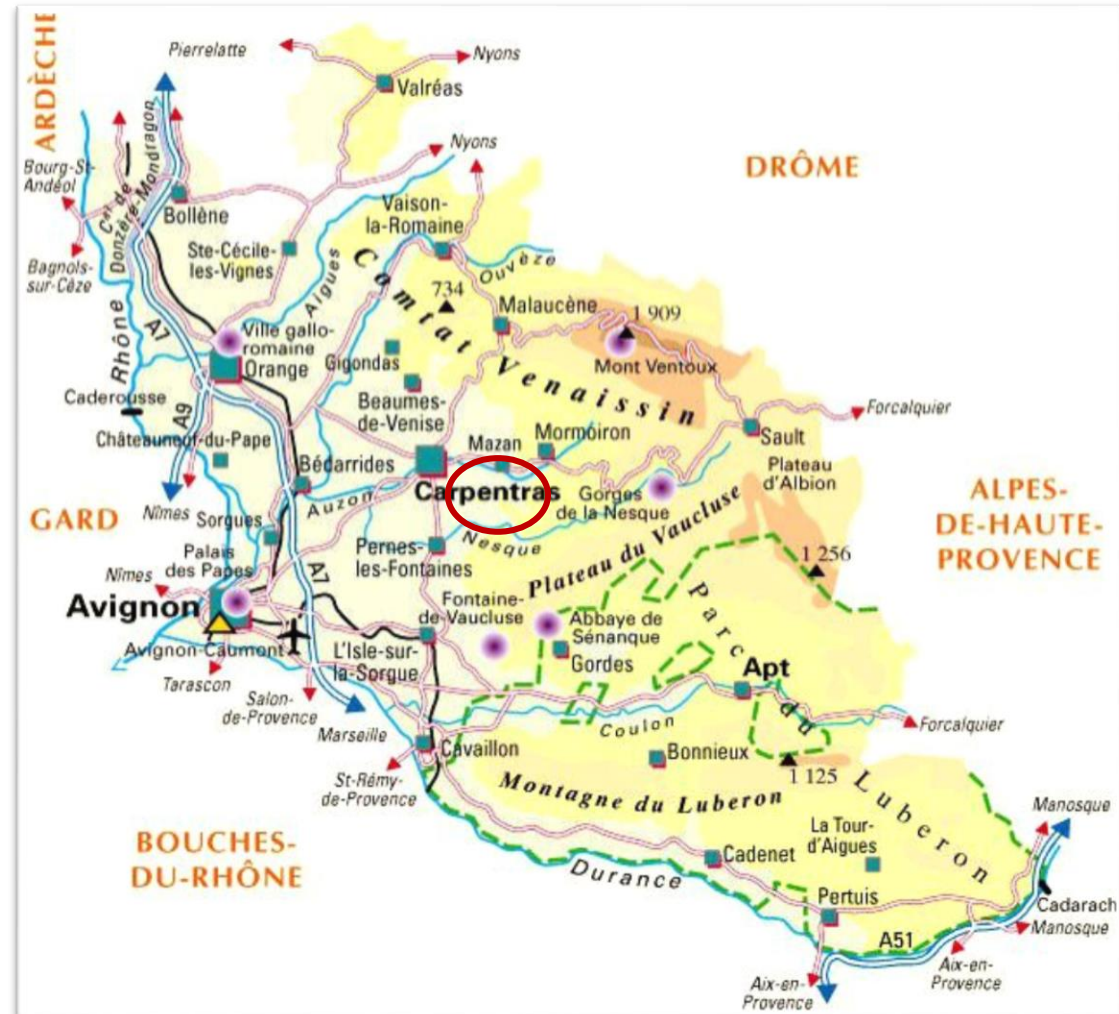 ARDÈCHE
Pierrelatte
Nyons
Valréas
Nyons
DRÔME
Bourg-St-
Andéol
Cal de
Donzère-Mondragon
Bollène
Vaison-
la-Romaine
Ste-Cécile-
les-Vignes
Aigues
Ouvèze
Bagnols-
sur-Cèze
Comtat Venaissin
734
Malaucène
1 909
Mont Ventoux
Rhône
A7
Ville gallo-
romaine
Orange
Gigondas
Caderousse
A9
Beaumes-
de-Venise
Forcalquier
Châteauneuf-du-Pape
Mazan
Mormoiron
Sault
Bédarrides
Plateau
d'Albion
Carpentras
Auzon
Gorges
de la Nesque
ALPES-
DE-HAUTE-
PROVENCE
GARD
Nîmes
Sorgues
Nesque
Plateau du Vaucluse
Palais
des Papes
Pernes-
les-Fontaines
1 256
Nîmes
A7
Avignon
Fontaine-
de-Vaucluse
Abbaye de
Sénanque
Parc du Luberon
Avignon-Caumont
L'Isle-sur-
la-Sorgue
Gordes
Apt
Tarascon
Salon-
de-Provence
Marseille
Coulon
Forcalquier
Cavaillon
Bonnieux
St-Rémy-
de-Provence
Montagne du Luberon
1 125
Manosque
La Tour-
d'Aigues
BOUCHES-
DU-RHÔNE
Cadenet
Durance
Pertuis
Cadarach
Manosque
A51
Aix-en-
Provence
Aix-en-
Provence